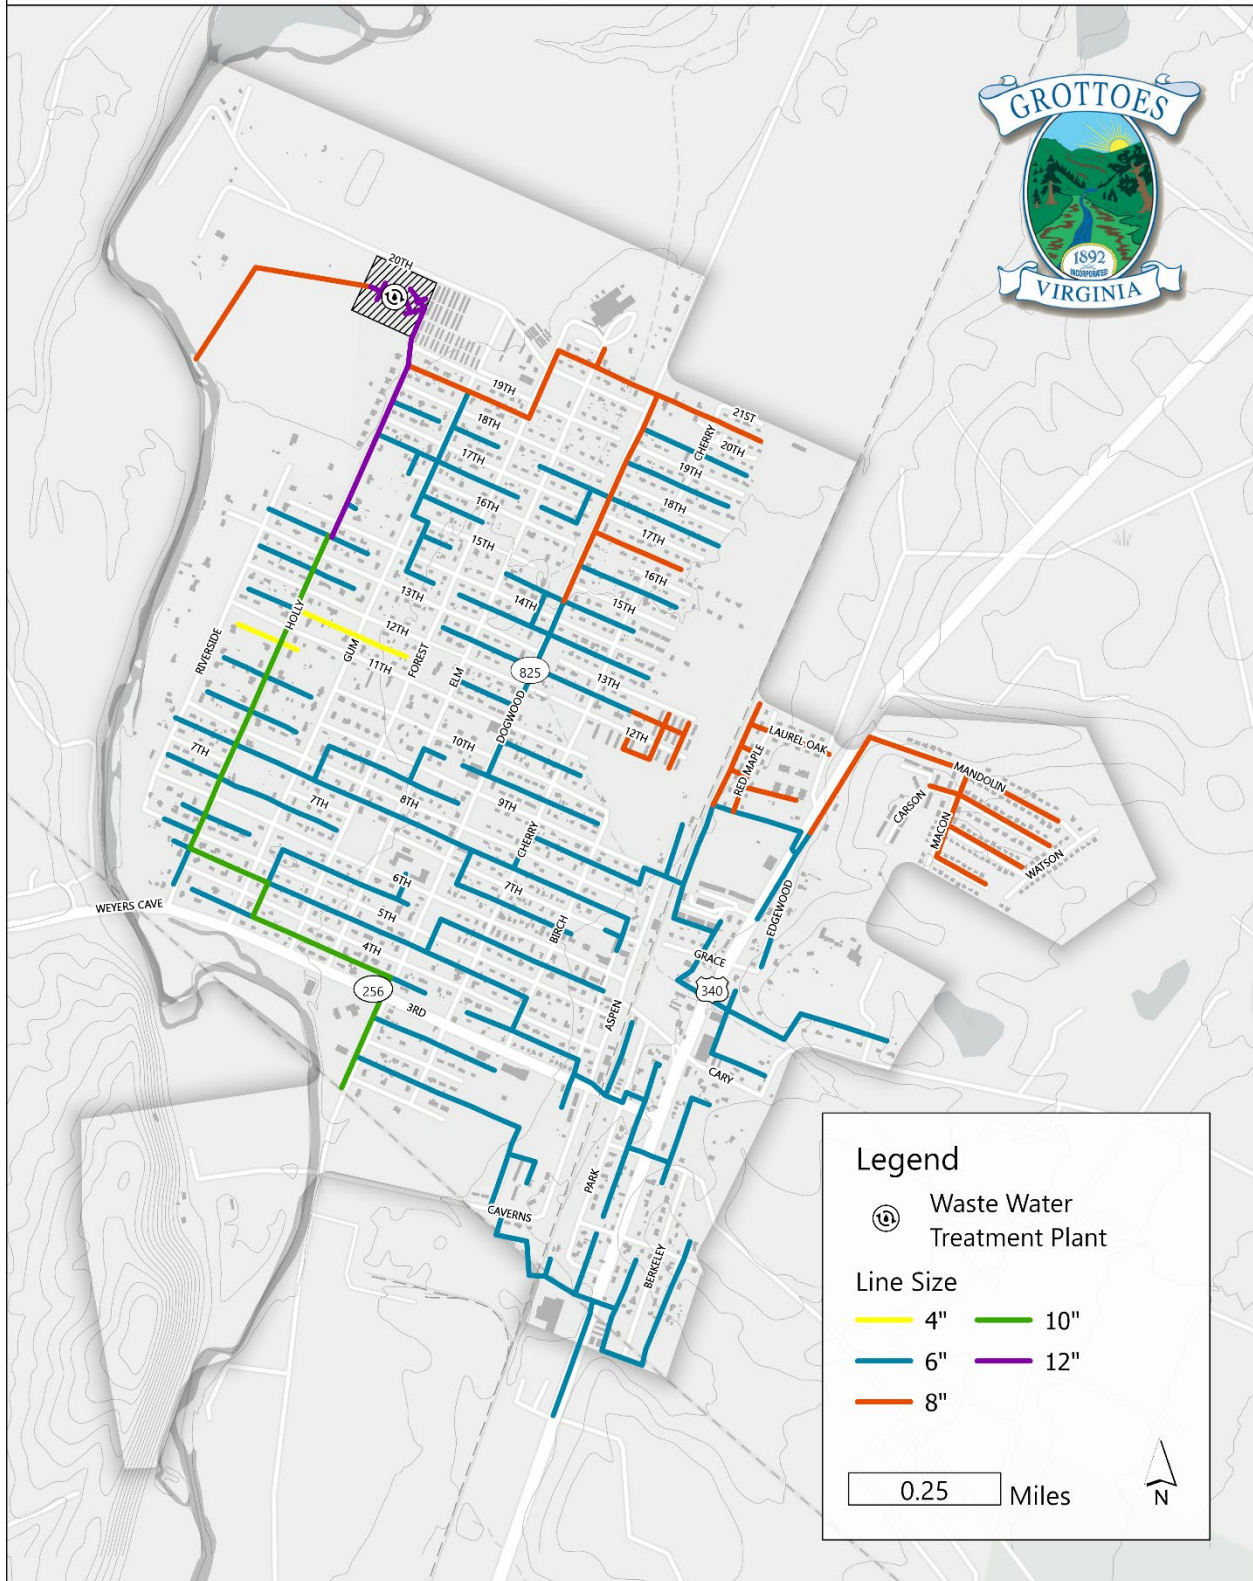 GROTTOES
1892
INCORPORATED
VIRGINIA
20TH
19TH
21ST
18TH
CHERRY
20TH
17TH
19TH
16TH
18TH
15TH
17TH
16TH
13TH
14TH
15TH
HOLLY
12TH
RIVERSIDE
GUM
11TH
FOREST
ELM
825
13TH
DOGWOOD
12TH
LAUREL OAK
RED MAPLE
7TH
10TH
MANDOLIN
7TH
8TH
9TH
CARSON
CHERRY
MACON
WATSON
6TH
7TH
WEYERS CAVE
5TH
BIRCH
EDGEWOOD
4TH
GRACE
256
3RD
340
ASPEN
CARY
PARK
CAVERNS
BERKELEY
Legend
Waste Water
Treatment Plant
Line Size
4" 10"
6" 12"
8"
0.25 Miles
N